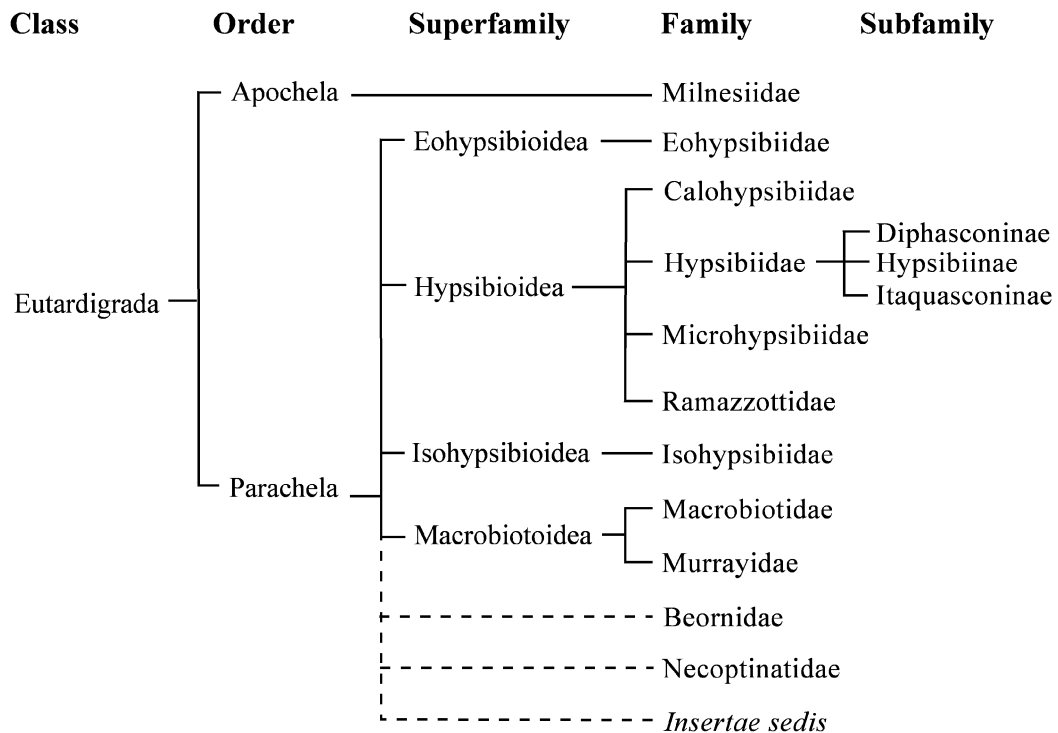 Class Order Superfamily Family Subfamily
Apochela Milnesiidae
Eohypsibioidea Eohypsibiidae
Calohypsibiidae
Diphasconinae
Hypsibiidae Hypsibiinae
Hypsibioidea Itaquasconinae
Eutardigrada
Microhypsibiidae
Ramazzottidae
Isohypsibioidea Isohypsibiidae
Parachela
Macrobiotidae
Macrobiotoidea
Murrayidae
Beornidae
Necoptinatidae
Insertae sedis